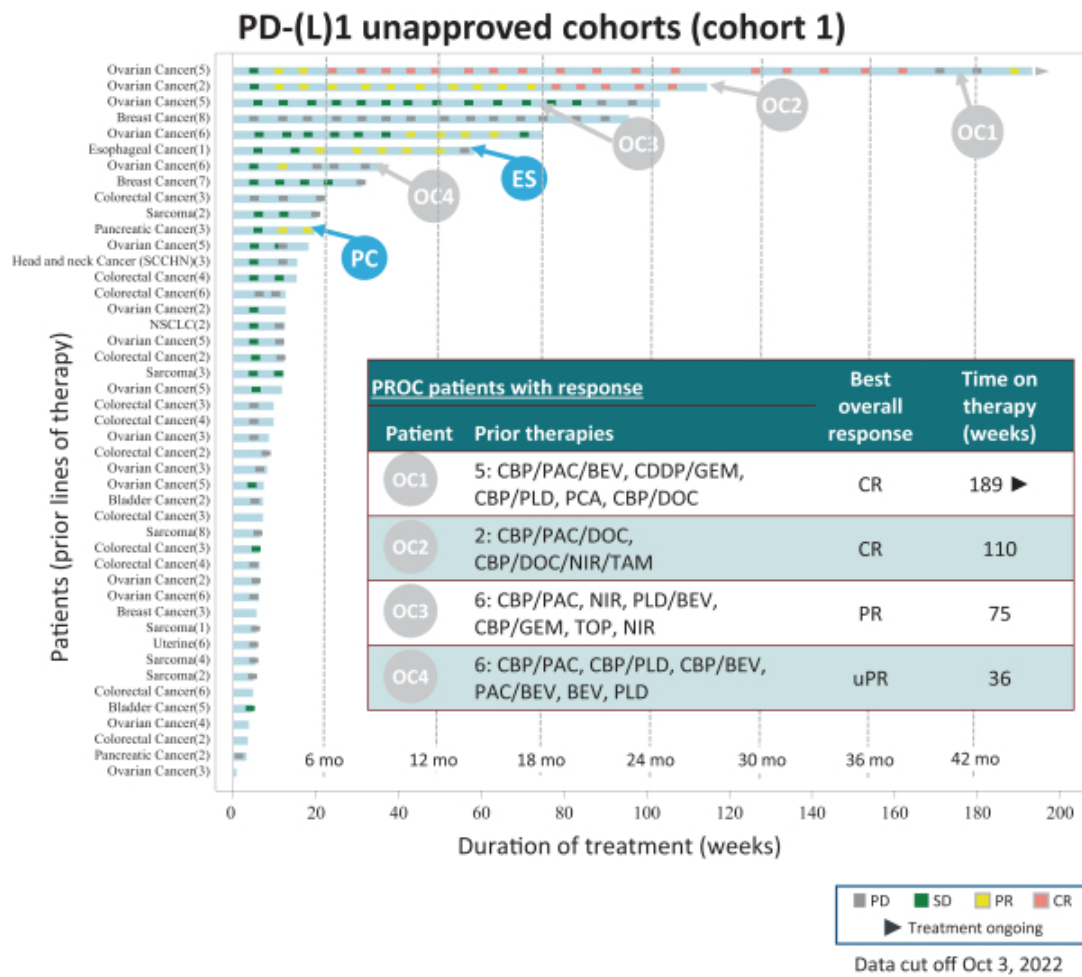 PD-(L)1 unapproved cohorts (cohort 1)
Patients (prior lines of therapy)
Ovarian Cancer(5)
Ovarian Cancer(2)
Ovarian Cancer(5)
Breast Cancer(8)
Ovarian Cancer(6)
Esophageal Cancer(1)
Ovarian Cancer(6)
Breast Cancer(7)
Colorectal Cancer(3)
Sarcoma(2)
Pancreatic Cancer(3)
Ovarian Cancer(5)
Head and neck Cancer (SCCHN)(3)
Colorectal Cancer(4)
Colorectal Cancer(6)
Ovarian Cancer(2)
NSCLC(2)
Ovarian Cancer(5)
Colorectal Cancer(2)
Sarcoma(3)
Ovarian Cancer(5)
Colorectal Cancer(3)
Colorectal Cancer(4)
Ovarian Cancer(3)
Colorectal Cancer(2)
Ovarian Cancer(3)
Ovarian Cancer(5)
Bladder Cancer(2)
Colorectal Cancer(3)
Sarcoma(8)
Colorectal Cancer(3)
Colorectal Cancer(4)
Ovarian Cancer(2)
Ovarian Cancer(6)
Breast Cancer(3)
Sarcoma(1)
Uterine(6)
Sarcoma(4)
Sarcoma(2)
Colorectal Cancer(6)
Bladder Cancer(5)
Ovarian Cancer(4)
Colorectal Cancer(2)
Pancreatic Cancer(2)
Ovarian Cancer(3)
OC2
OC1
OC3
ES
OC4
PC
PROC patients with response
Best overall response
Time on therapy (weeks)
Patient Prior therapies
OC1 5: CBP/PAC/BEV, CDDP/GEM,
CBP/PLD, PCA, CBP/DOC
CR 189 ►
OC2 2: CBP/PAC/DOC,
CBP/DOC/NIR/TAM
CR 110
OC3 6: CBP/PAC, NIR, PLD/BEV,
CBP/GEM, TOP, NIR
PR 75
OC4 6: CBP/PAC, CBP/PLD, CBP/BEV,
PAC/BEV, BEV, PLD
uPR 36
6 mo 12 mo 18 mo 24 mo 30 mo 36 mo 42 mo
0 20 40 60 80 100 120 140 160 180 200
Duration of treatment (weeks)
PD SD PR CR
► Treatment ongoing
Data cut off Oct 3, 2022